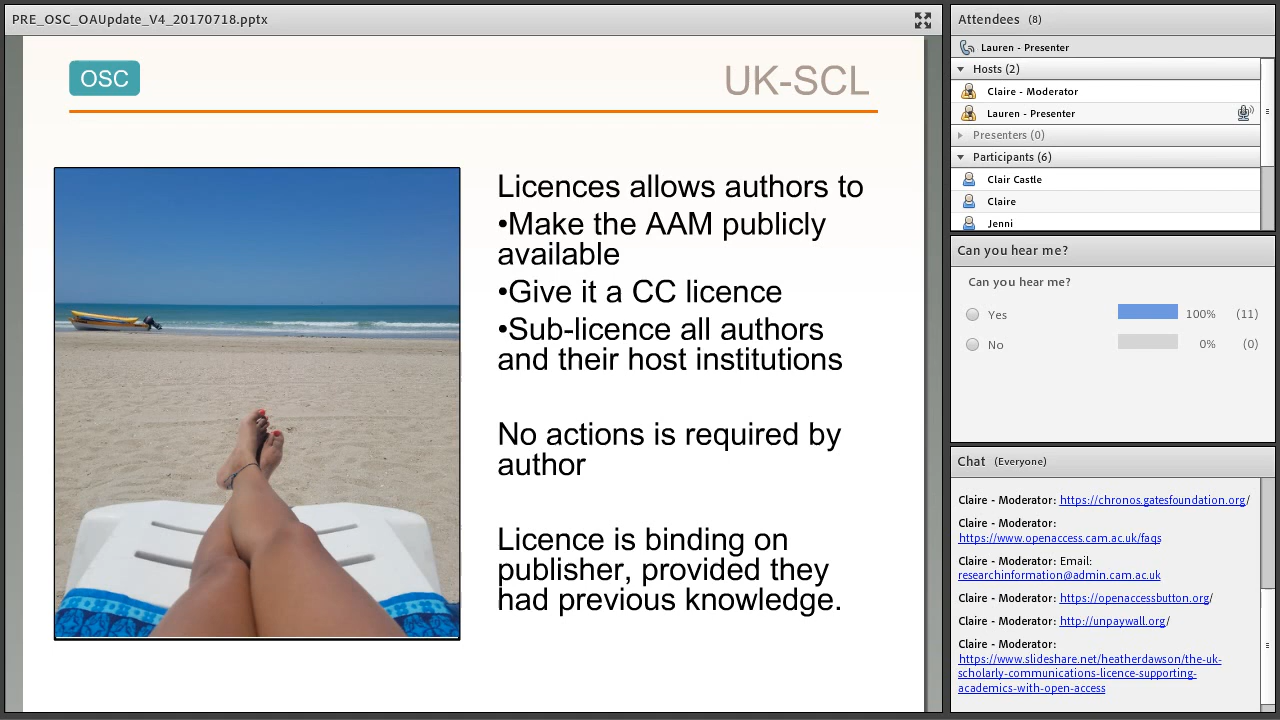 PRE_OSC_OAUpdate_V4_20170718.pptx
OSC
UK-SCL
Licences allows authors to
•Make the AAM publicly
available
•Give it a CC licence
•Sub-licence all authors
and their host institutions
No actions is required by
author
Licence is binding on
publisher, provided they
had previous knowledge.
Attendees (8)
Lauren - Presenter
Hosts (2)
Claire - Moderator
Lauren - Presenter
Presenters (0)
Participants (6)
Clair Castle
Claire
Jenni
Can you hear me?
Can you hear me?
Yes 100% (11)
No 0% (0)
Chat (Everyone)
Claire - Moderator: https://chronos.gatesfoundation.org/
Claire - Moderator:
https://www.openaccess.cam.ac.uk/faqs
Claire - Moderator: Email:
researchinformation@admin.cam.ac.uk
Claire - Moderator: https://openaccessbutton.org/
Claire - Moderator: http://unpaywall.org/
Claire - Moderator:
https://www.slideshare.net/heatherdawson/the-uk-
scholarly-communications-licence-supporting-
academics-with-open-access